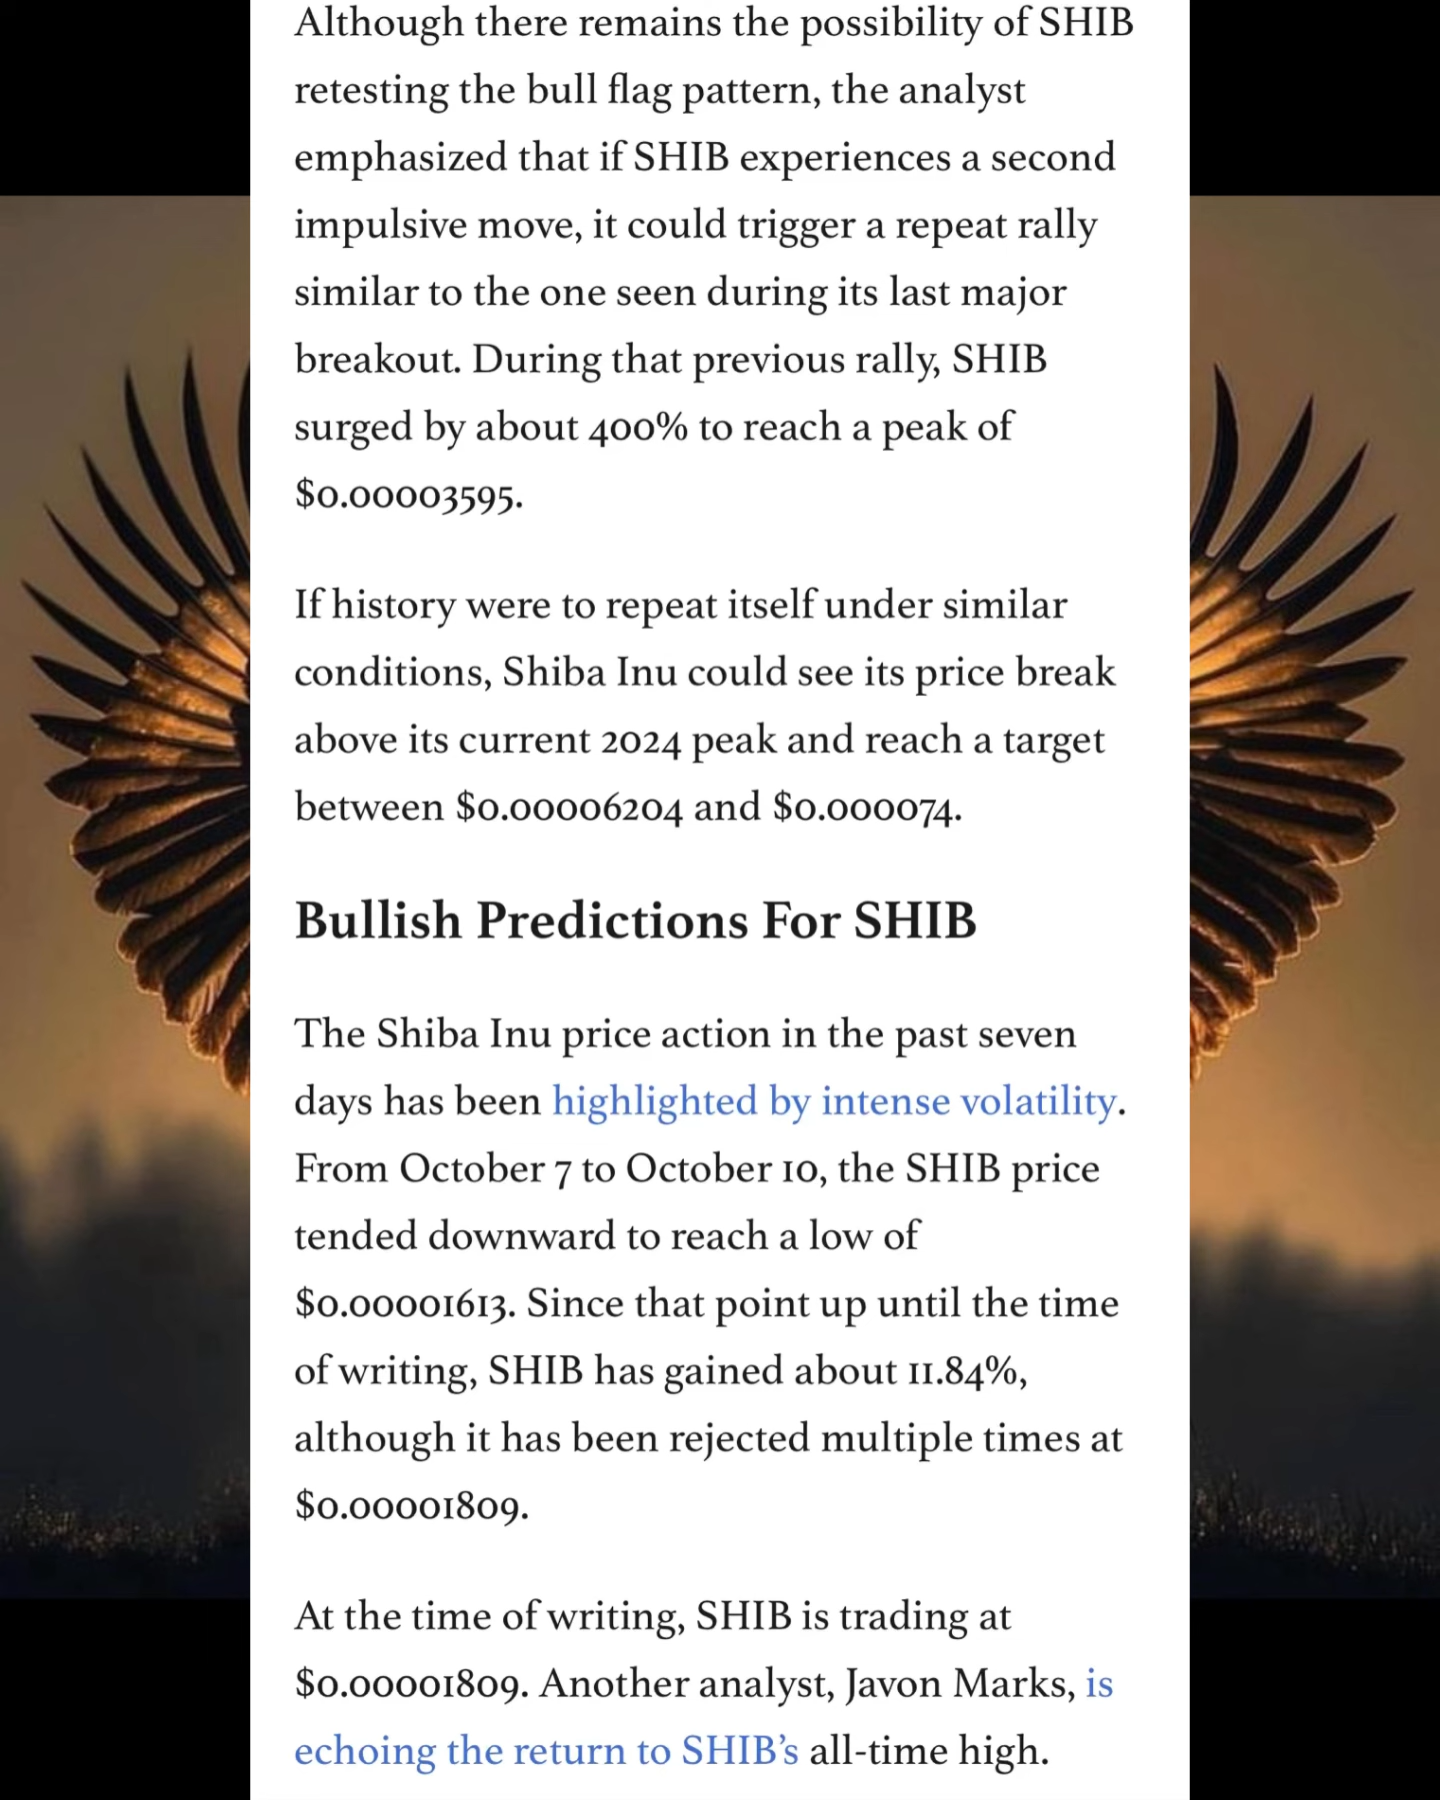 Although there remains the possibility of SHIB
retesting the bull flag pattern, the analyst
emphasized that if SHIB experiences a second
impulsive move, it could trigger a repeat rally
similar to the one seen during its last major
breakout. During that previous rally, SHIB
surged by about 400% to reach a peak of
$0.00003595.
If history were to repeat itself under similar
conditions, Shiba Inu could see its price break
above its current 2024 peak and reach a target
between $0.00006204 and $0.000074.
Bullish Predictions For SHIB
The Shiba Inu price action in the past seven
days has been highlighted by intense volatility.
From October 7 to October 10, the SHIB price
tended downward to reach a low of
$0.00001613. Since that point up until the time
of writing, SHIB has gained about 11.84%,
although it has been rejected multiple times at
$0.00001809.
At the time of writing, SHIB is trading at
$0.00001809. Another analyst, Javon Marks, is
echoing the return to SHIB’s all-time high.